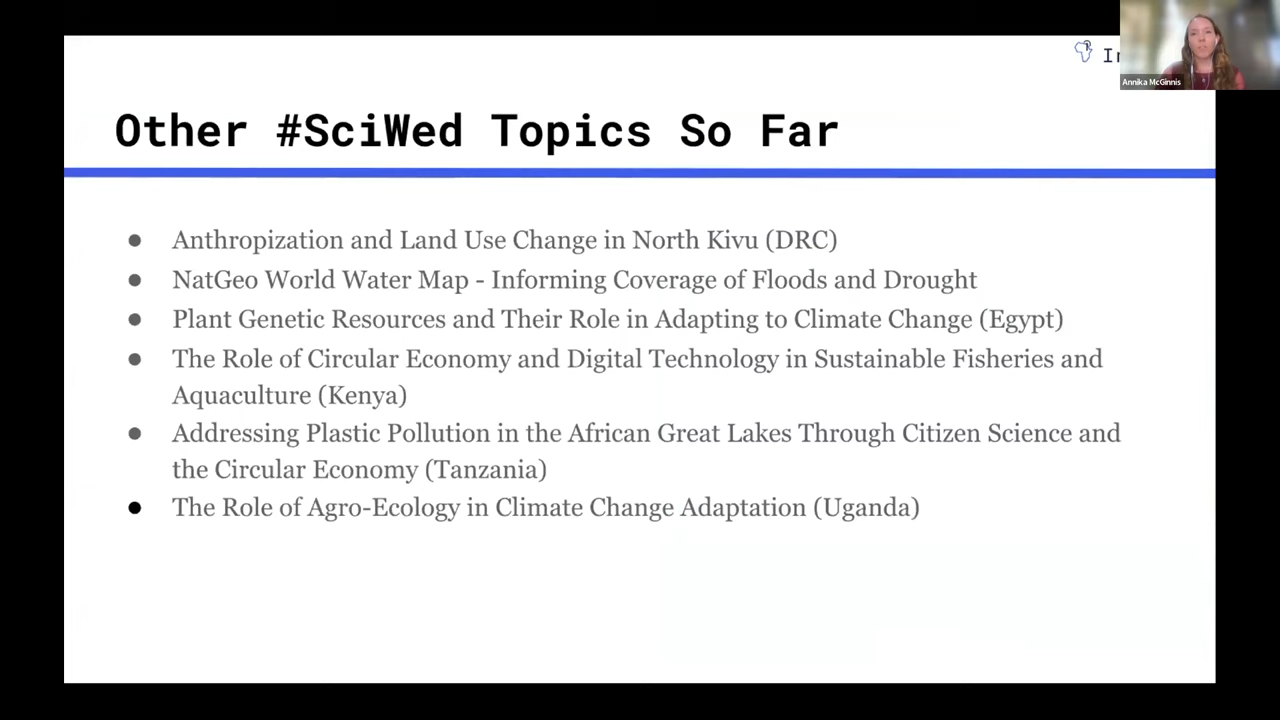 Annika McGinnis
Other #SciWed Topics So Far
● Anthropization and Land Use Change in North Kivu (DRC)
● NatGeo World Water Map - Informing Coverage of Floods and Drought
● Plant Genetic Resources and Their Role in Adapting to Climate Change (Egypt)
● The Role of Circular Economy and Digital Technology in Sustainable Fisheries and
Aquaculture (Kenya)
● Addressing Plastic Pollution in the African Great Lakes Through Citizen Science and
the Circular Economy (Tanzania)
● The Role of Agro-Ecology in Climate Change Adaptation (Uganda)